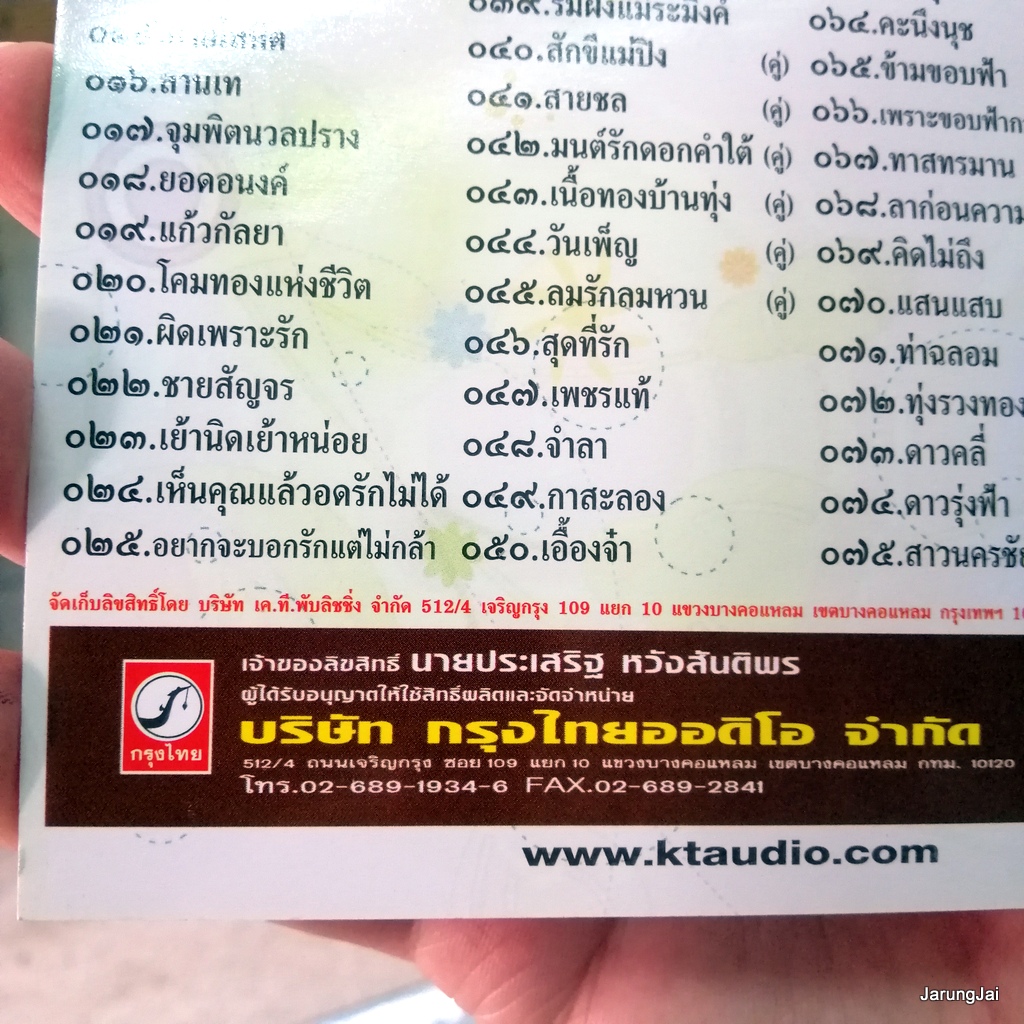 ๐๑๖.ลานเท
๐๑๗.จุมพิตนวลปราง
๐๑๘.ยอดอนงค์
๐๑๙.แก้วกัลยา
๐๒๐.โคมทองแห่งชีวิต
๐๒๑.ผิดเพราะรัก
๐๒๒.ชายสัญจร
๐๒๓.เย้านิดเย้าหน่อย
๐๒๔.เห็นคุณแล้วอดรักไม่ได้
๐๒๕.อยากจะบอกรักแต่ไม่กล้า
๐๓๙.ริมฝั่งแม่ระมิงค์
๐๔๐.สักขีแม่ปิง (คู่)
๐๔๑.สายชล (คู่)
๐๔๒.มนต์รักดอกคำใต้ (คู่)
๐๔๓.เนื้อทองบ้านทุ่ง (คู่)
๐๔๔.วันเพ็ญ (คู่)
๐๔๕.ลมรักลมหวน (คู่)
๐๔๖.สุดที่รัก
๐๔๗.เพชรแท้
๐๔๘.จำลา
๐๔๙.กาสะลอง
๐๕๐.เอื้องจ๋า
๐๖๔.คะนึงนุช
๐๖๕.ข้ามขอบฟ้า
๐๖๖.เพราะขอบฟ้าก
๐๖๗.ทาสทรมาน
๐๖๘.ลาก่อนความ
๐๖๙.คิดไม่ถึง
๐๗๐.แสนแสบ
๐๗๑.ท่าฉลอม
๐๗๒.ทุ่งรวงทอง
๐๗๓.ดาวคลี่
๐๗๔.ดาวรุ่งฟ้า
๐๗๕.สาวนครชัย
จัดเก็บลิขสิทธิ์โดย บริษัท เค.ที.พับลิชชิ่ง จำกัด 512/4 เจริญกรุง 109 แยก 10 แขวงบางคอแหลม เขตบางคอแหลม กรุงเทพฯ
เจ้าของลิขสิทธิ์ นายประเสริฐ หวังสันติพร
ผู้ได้รับอนุญาตให้ใช้สิทธิ์ผลิตและจัดจำหน่าย
บริษัท กรุงไทยออดิโอ จำกัด
กรุงไทย
512/4 ถนนเจริญกรุง ซอย 109 แยก 10 แขวงบางคอแหลม เขตบางคอแหลม กทม. 10120
โทร.02-689-1934-6 FAX.02-689-2841
www.ktaudio.com
JarungJai